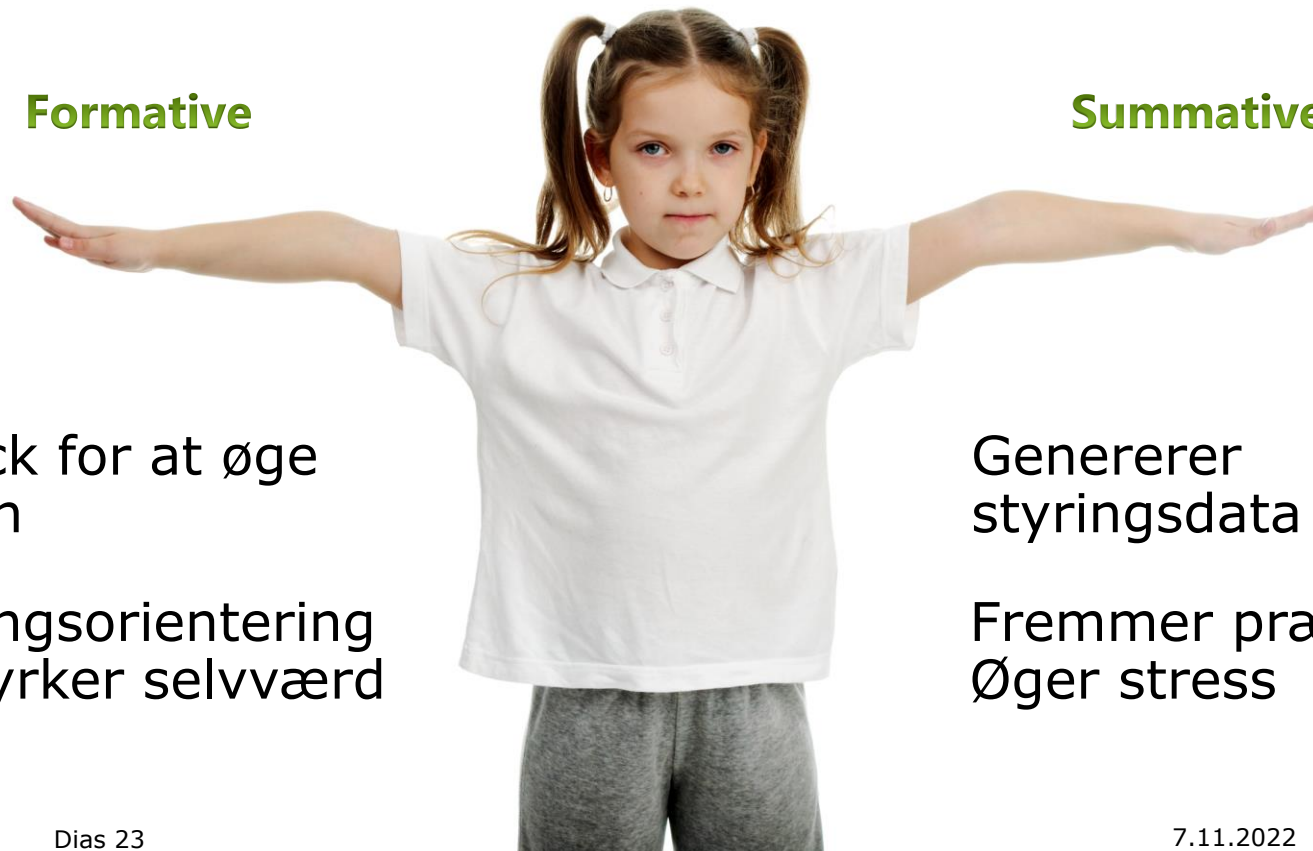 Formative
Summative
ck for at øge
n
ngsorientering
yrker selvværd
Genererer
styringsdata
Fremmer præ
Øger stress
Dias 23
7.11.2022